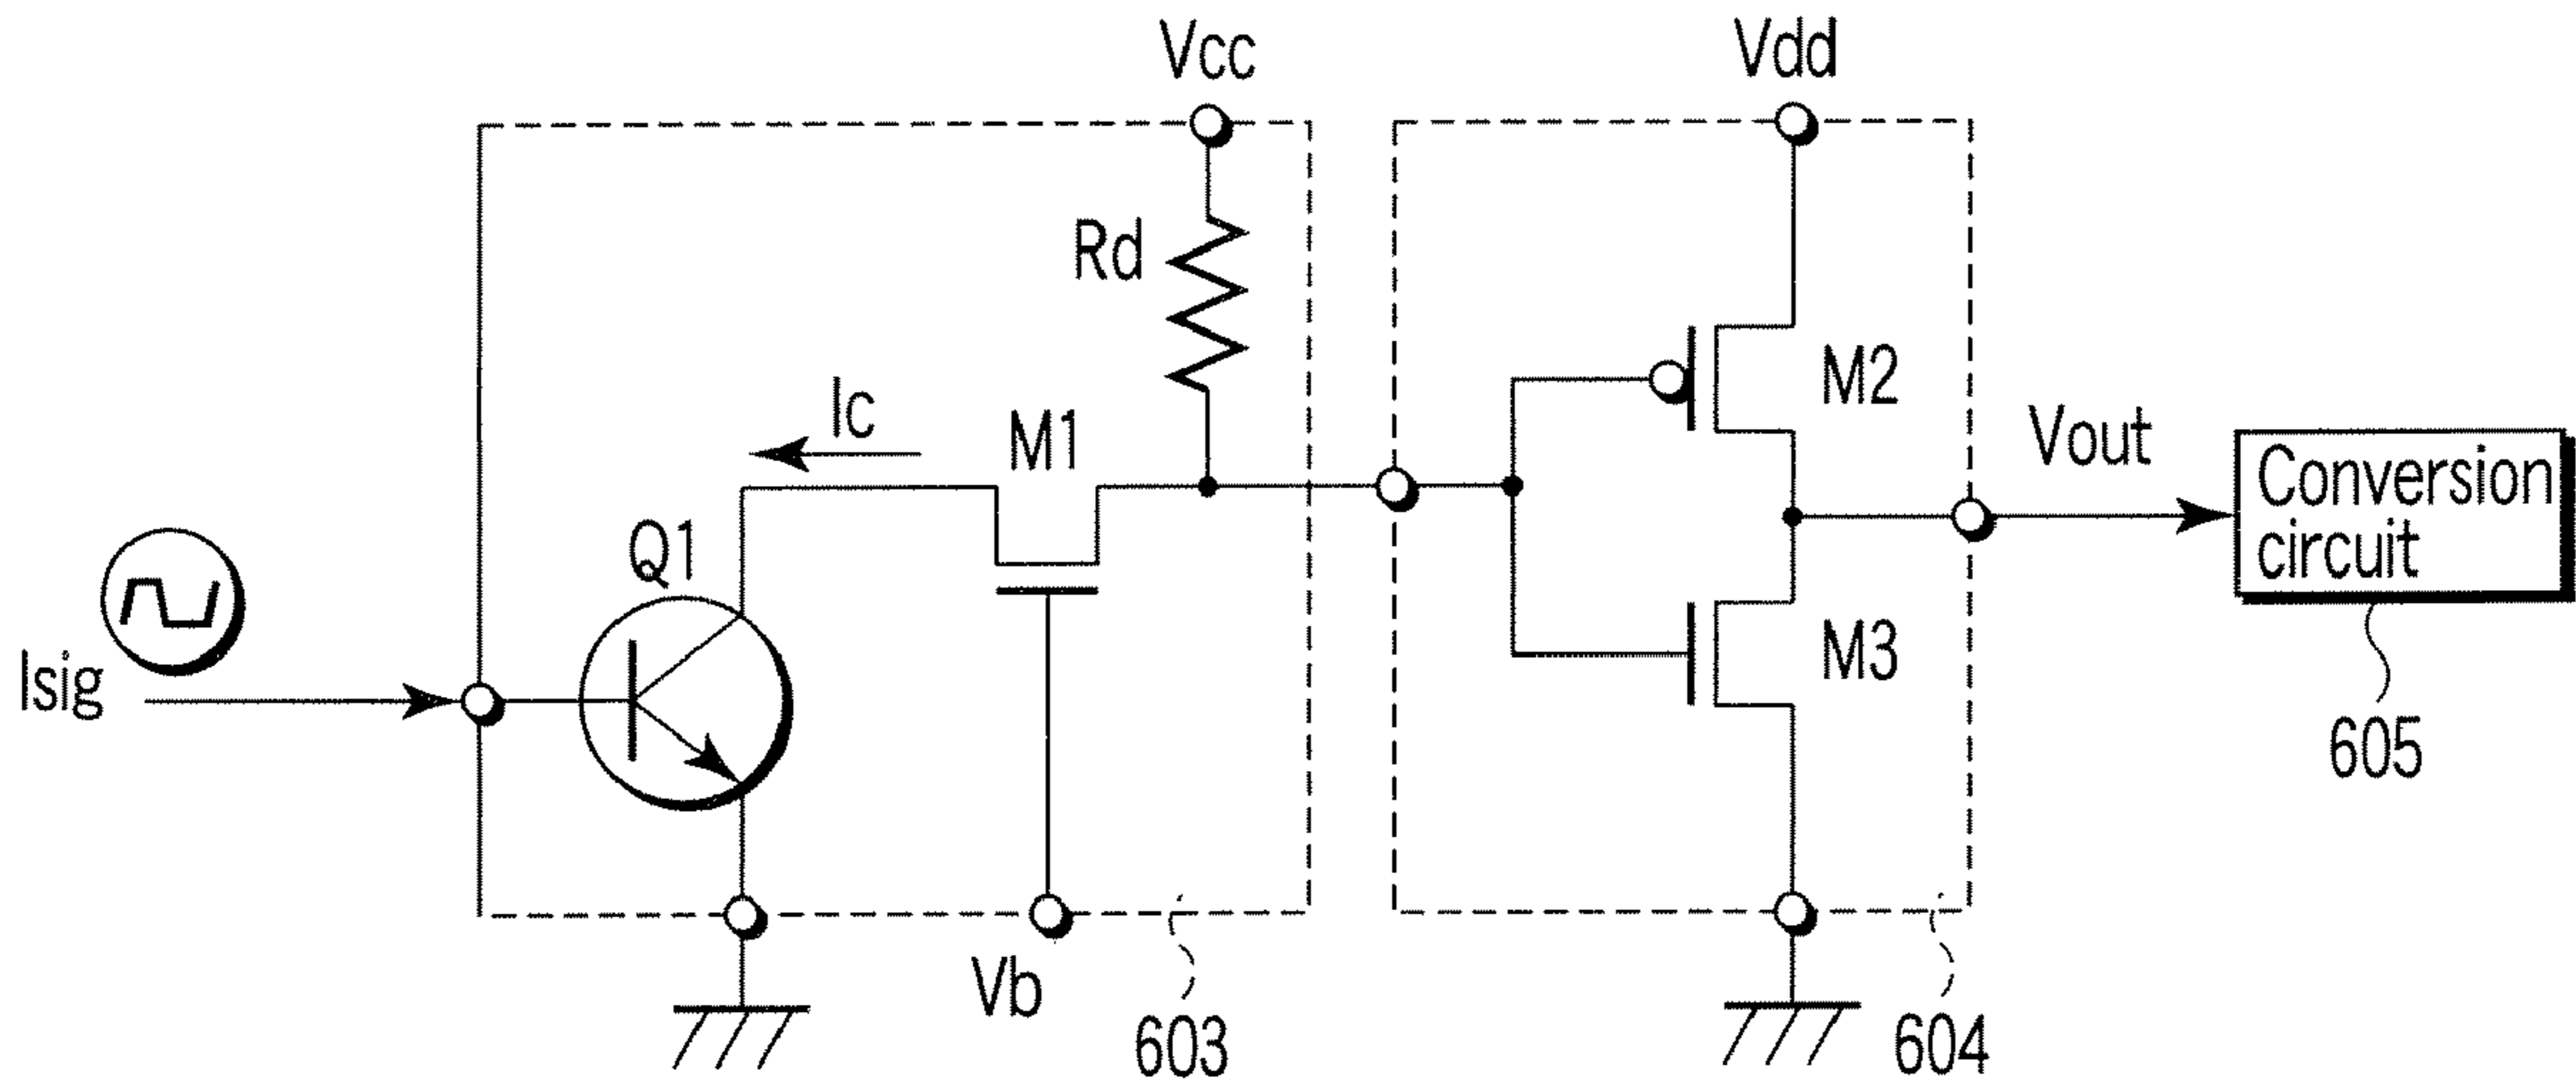 Vcc
Vdd
Rd
M2
Ic
M1
Vout
Conversion
circuit
Q1
Isig
M3
605
Vb
603
604